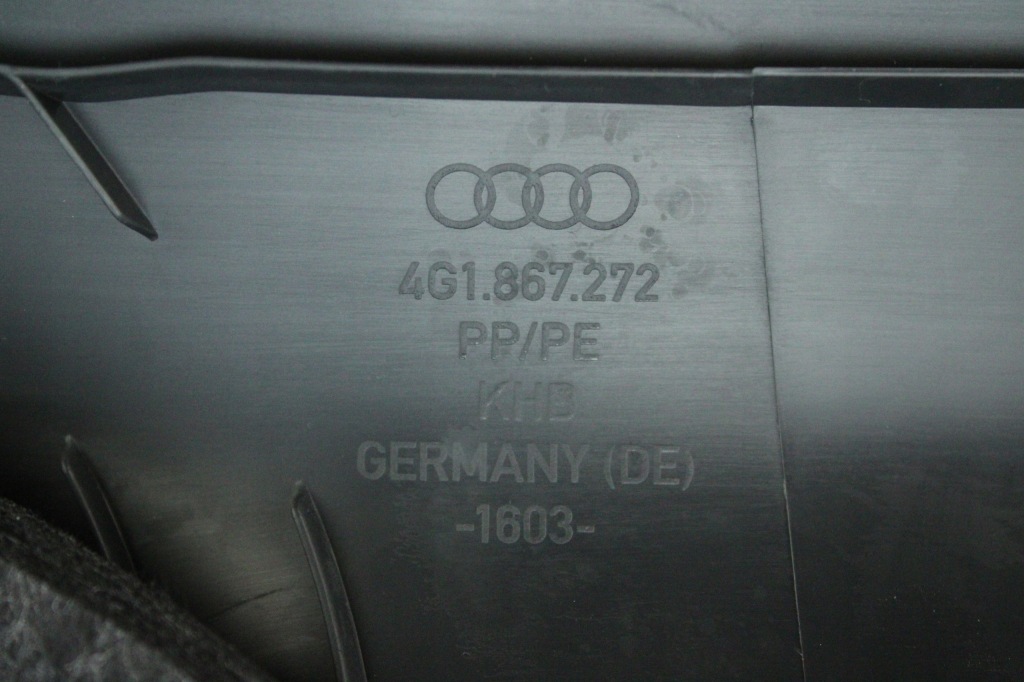 4G1.867.272
PP/PE
KHB
GERMANY (DE)
-1603-